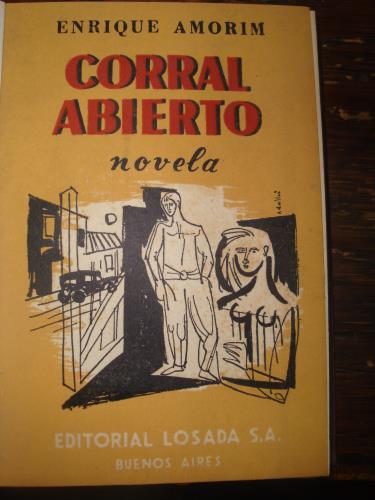 ENRIQUE AMORIM
CORRAL
ABIERTO
novela
EDITORIAL LOSADA S.A.
BUENOS AIRES